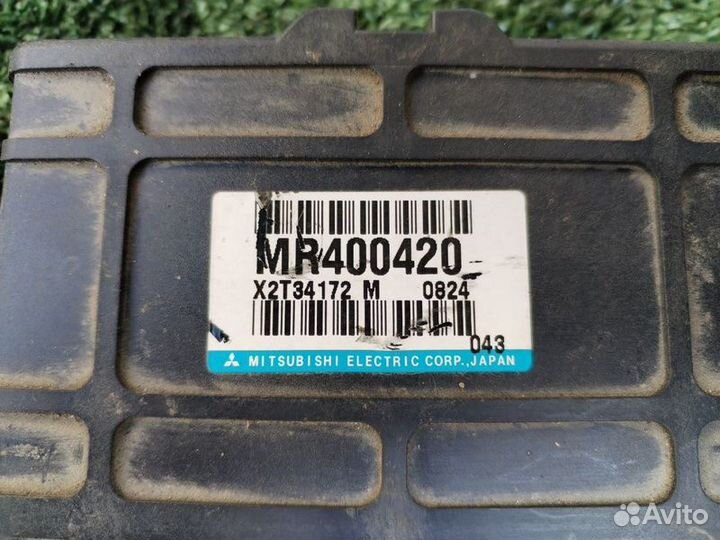 MR400420
X2T34172 M 0824
043
MITSUBISHI ELECTRIC CORP.,JAPAN
Avito